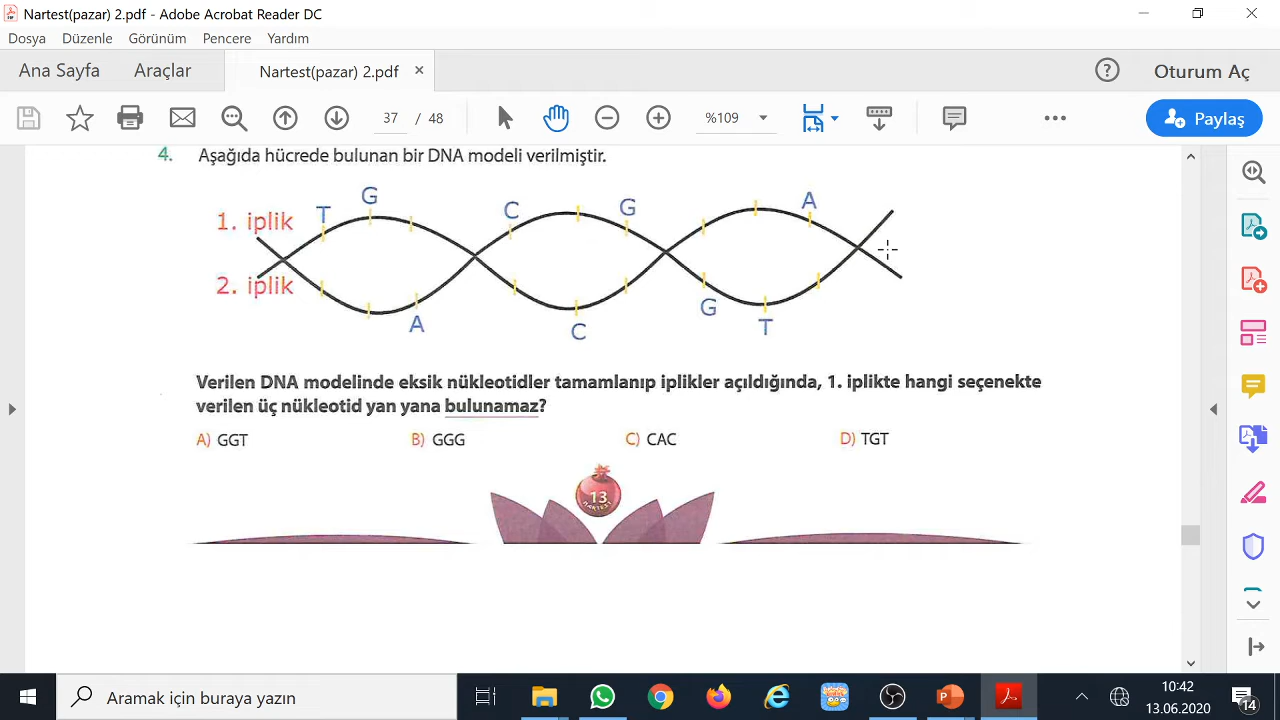 Nartest(pazar) 2.pdf - Adobe Acrobat Reader DC
Dosya Düzenle Görünüm Pencere Yardım
Ana Sayfa Araçlar Nartest(pazar) 2.pdf × ? Oturum Aç
37 / 48 %109 Paylaş
4. Aşağıda hücrede bulunan bir DNA modeli verilmiştir.
T G C G A
1. iplik
2. iplik
A C G T
Verilen DNA modelinde eksik nükleotidler tamamlanıp iplikler açıldığında, 1. iplikte hangi seçenekte
verilen üç nükleotid yan yana bulunamaz?
A) GGT B) GGG C) CAC D) TGT
13
NARTEST
Aramak için buraya yazın
10:42
13.06.2020
14